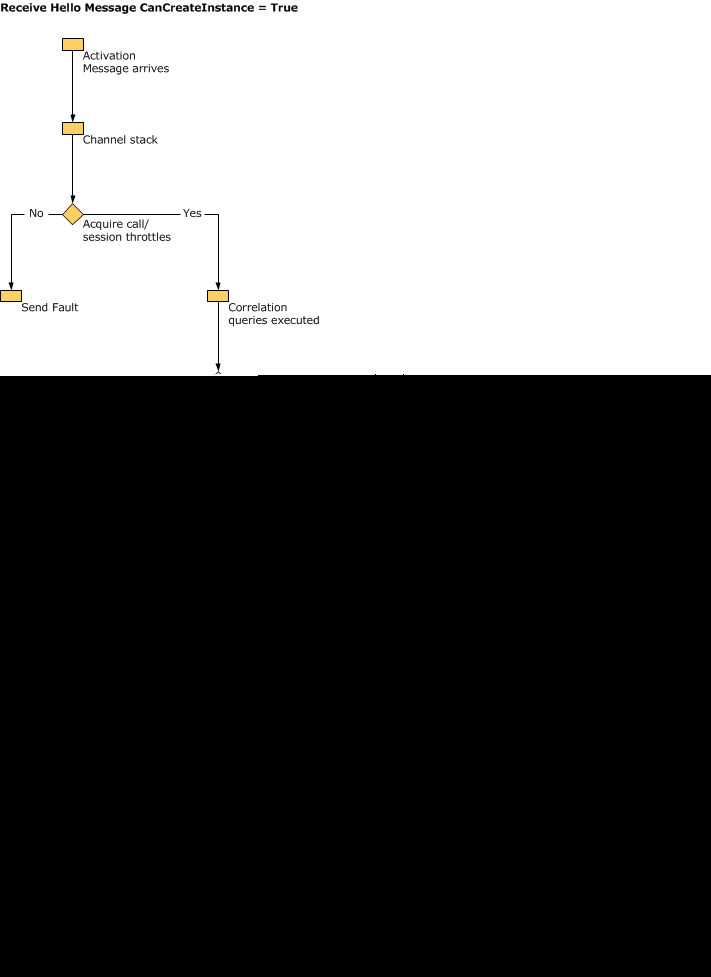 Receive Hello Message CanCreateInstance = True
Activation
Message arrives
Channel stack
No
Yes
Acquire call/
session throttles
Send Fault
Correlation
queries executed